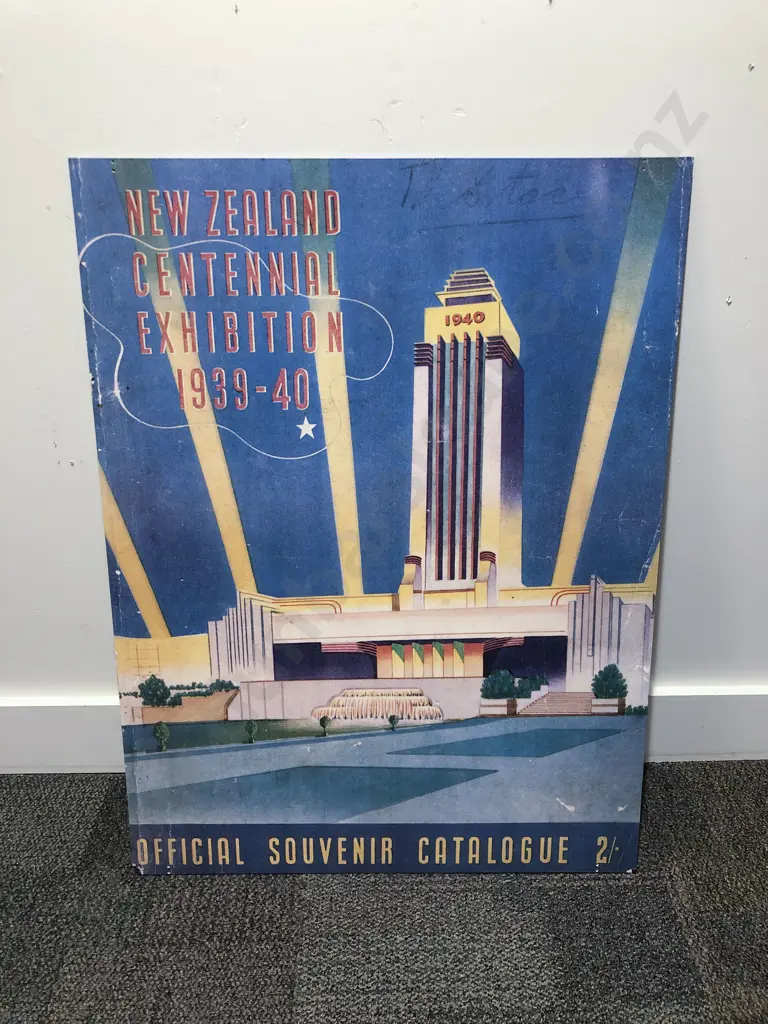 NEW ZEALAND
CENTENNIAL
EXHIBITION
1939-40
1940
OFFICIAL SOUVENIR CATALOGUE 2/-